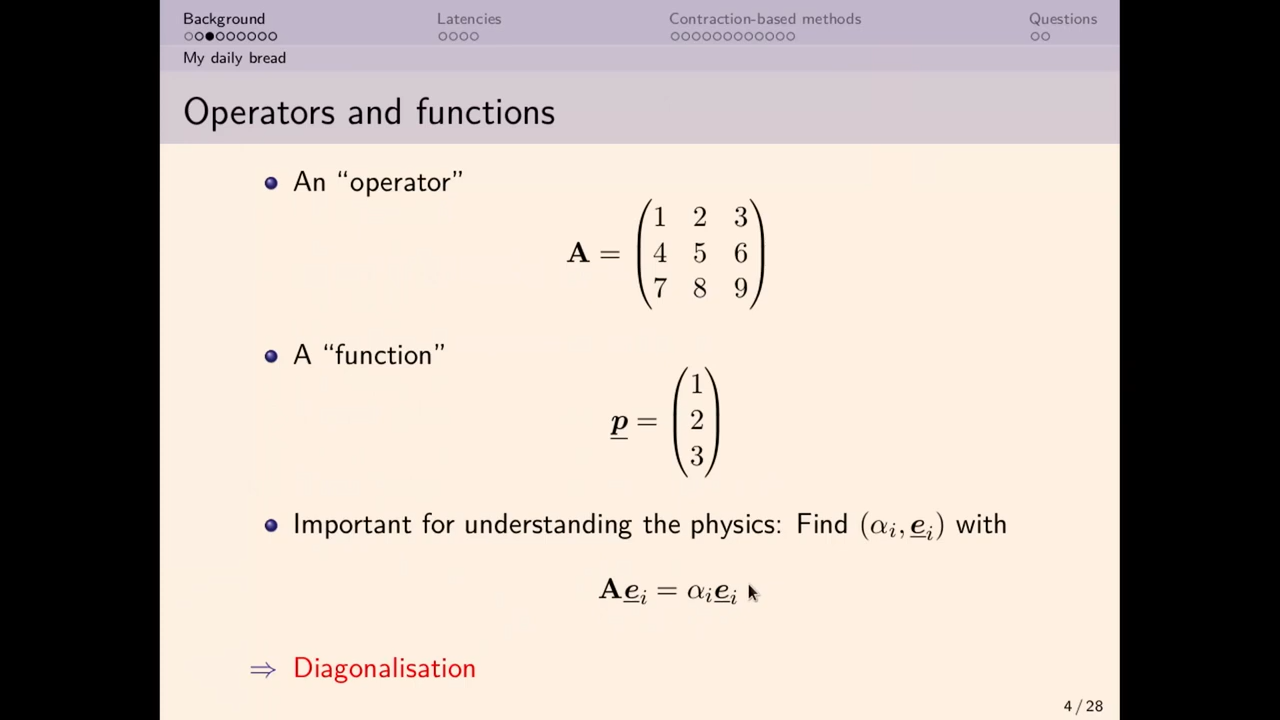 Background Latencies Contraction-based methods Questions
My daily bread
Operators and functions
An “operator”
A = (1 2 3
4 5 6
7 8 9)
A “function”
p = (1
2
3)
Important for understanding the physics: Find (αᵢ, eᵢ) with
Aeᵢ = αᵢeᵢ
⇒ Diagonalisation
4 / 28